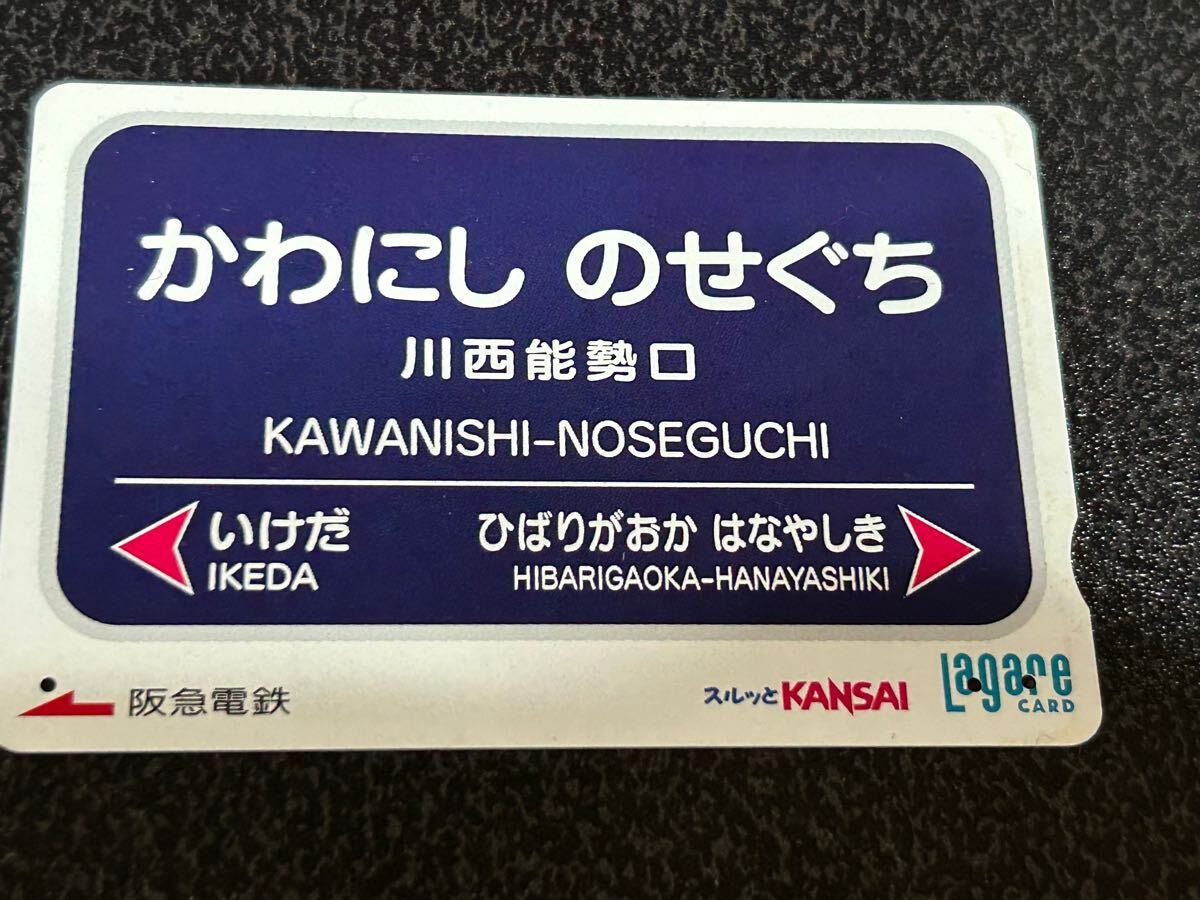 かわにし のせぐち
川西能勢口
KAWANISHI-NOSEGUCHI
いけだ ひばりがおか はなやしき
IKEDA HIBARIGAOKA-HANAYASHIKI
阪急電鉄 スルッとKANSAI Lagare CARD